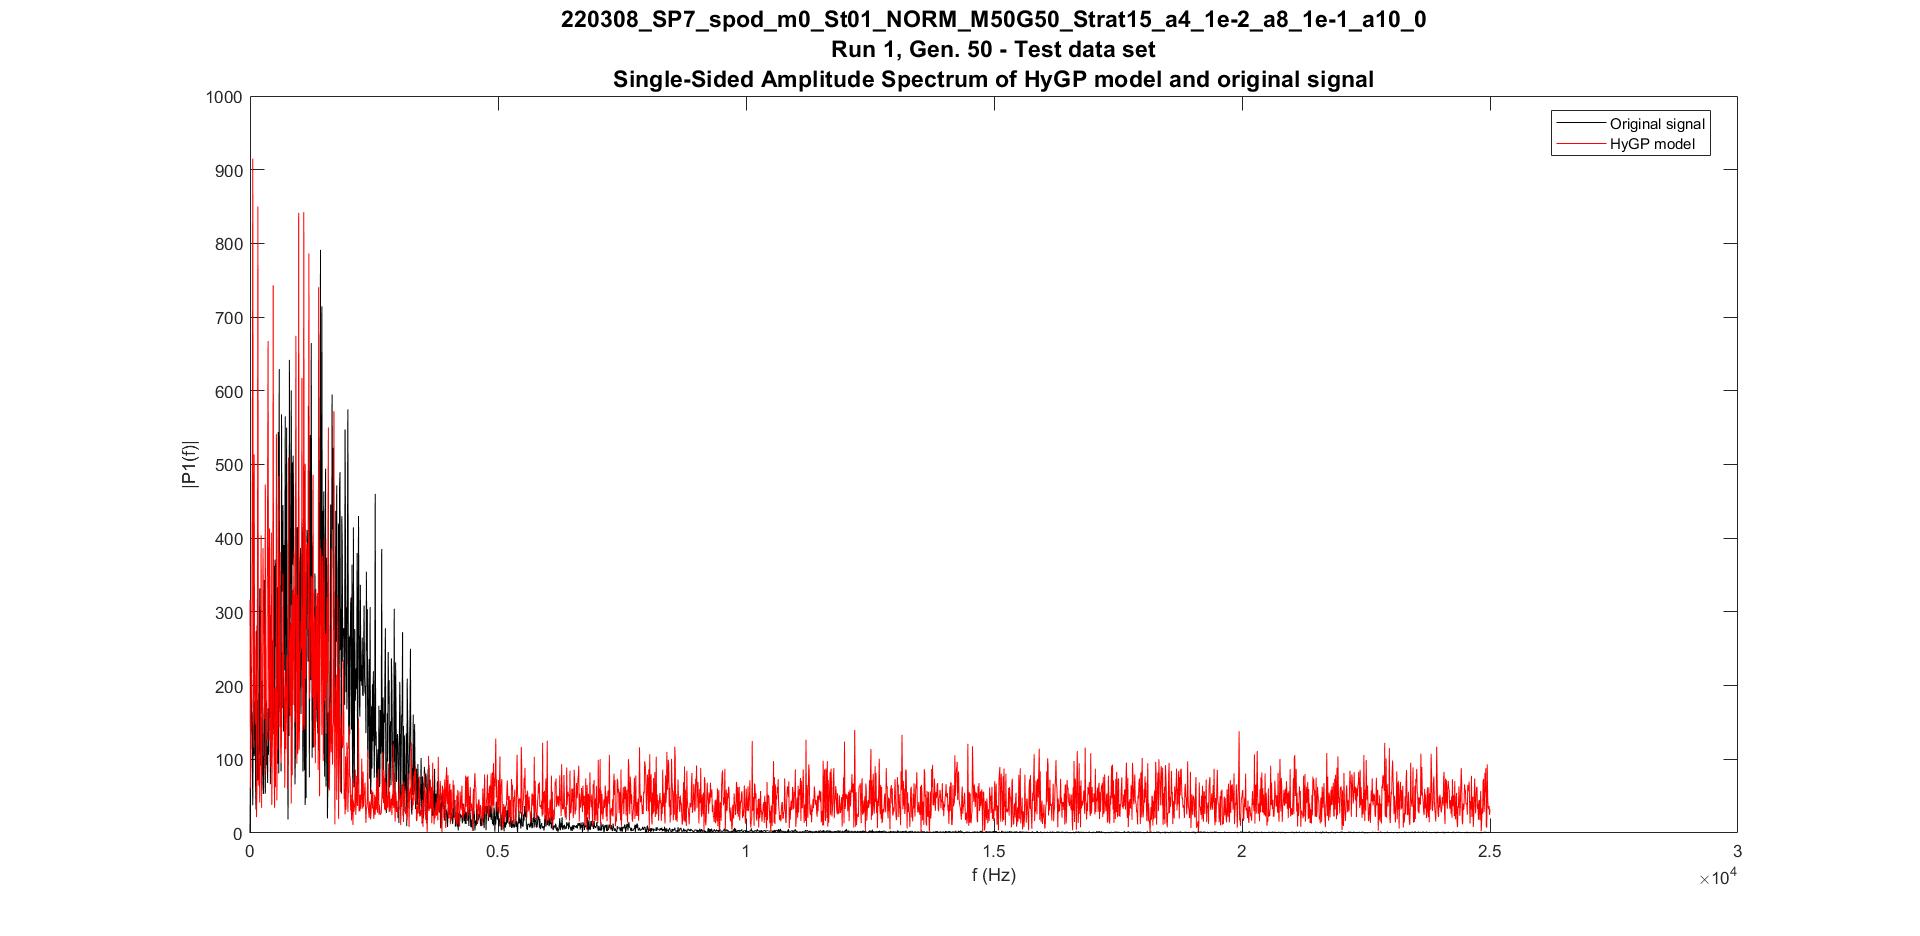 220308_SP7_spod_m0_St01_NORM_M50G50_Strat15_a4_1e-2_a8_1e-1_a10_0
Run 1, Gen. 50 - Test data set
Single-Sided Amplitude Spectrum of HyGP model and original signal
Original signal
HyGP model
|P1(f)|
1000
900
800
700
600
500
400
300
200
100
0
0 0.5 1 1.5 2 2.5 3
f (Hz)
×10⁴